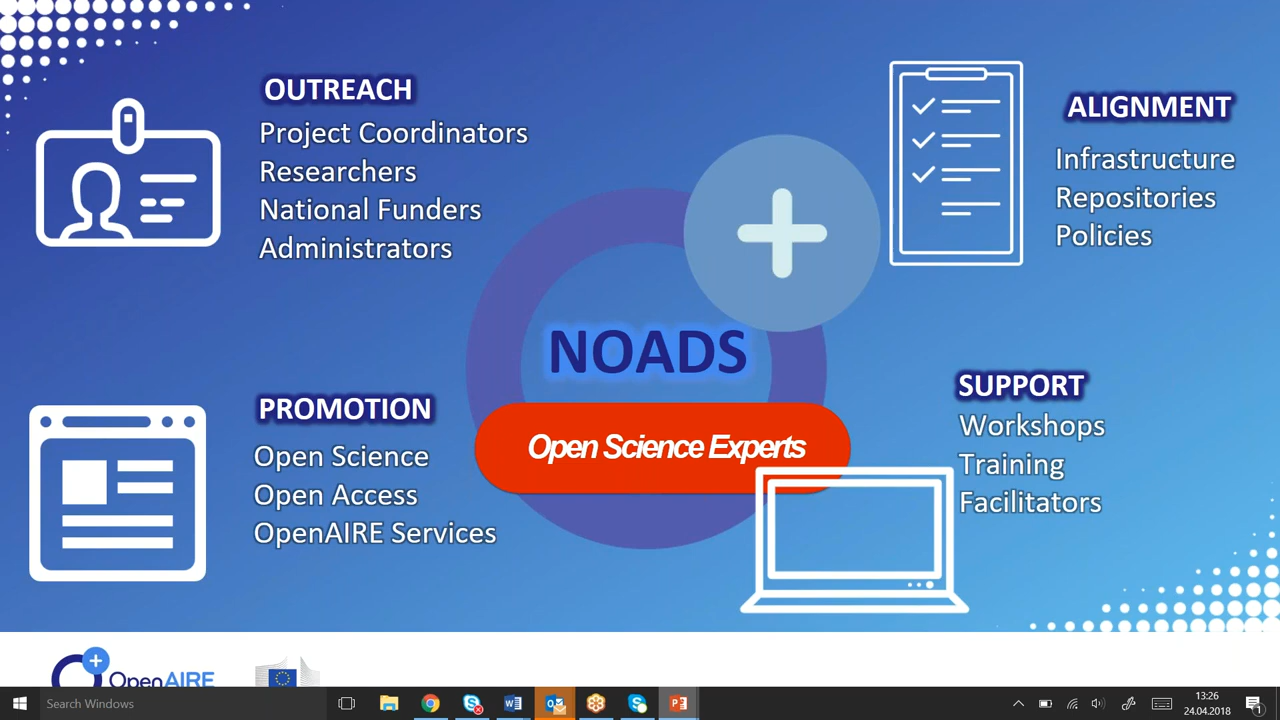 OUTREACH
Project Coordinators
Researchers
National Funders
Administrators
ALIGNMENT
Infrastructure
Repositories
Policies
NOADS
Open Science Experts
PROMOTION
Open Science
Open Access
OpenAIRE Services
SUPPORT
Workshops
Training
Facilitators
OpenAIRE
Search Windows
13:26
24.04.2018
1